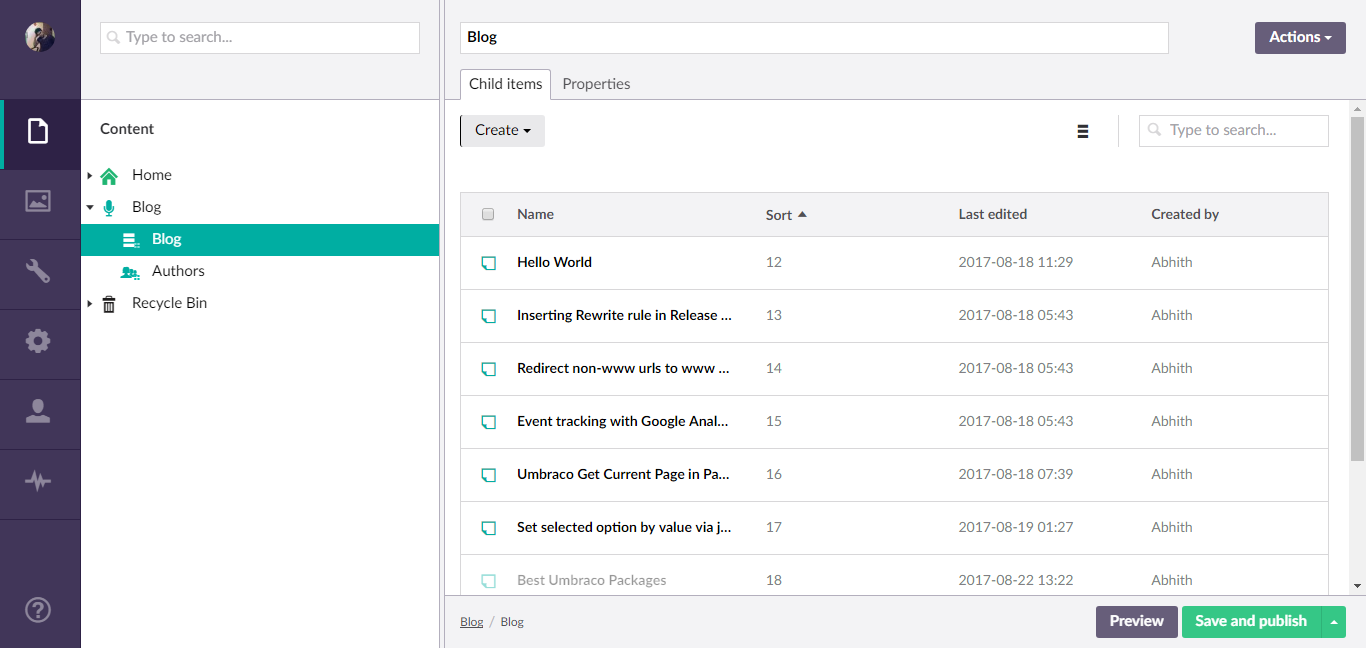 Type to search...
Content
Home
Blog
Blog
Authors
Recycle Bin
Blog
Actions
Child items Properties
Create
Type to search...
Name Sort Last edited Created by
Hello World 12 2017-08-18 11:29 Abhith
Inserting Rewrite rule in Release ... 13 2017-08-18 05:43 Abhith
Redirect non-www urls to www ... 14 2017-08-18 05:43 Abhith
Event tracking with Google Anal... 15 2017-08-18 05:43 Abhith
Umbraco Get Current Page in Pa... 16 2017-08-18 07:39 Abhith
Set selected option by value via j... 17 2017-08-19 01:27 Abhith
Best Umbraco Packages 18 2017-08-22 13:22 Abhith
Blog / Blog
Preview Save and publish